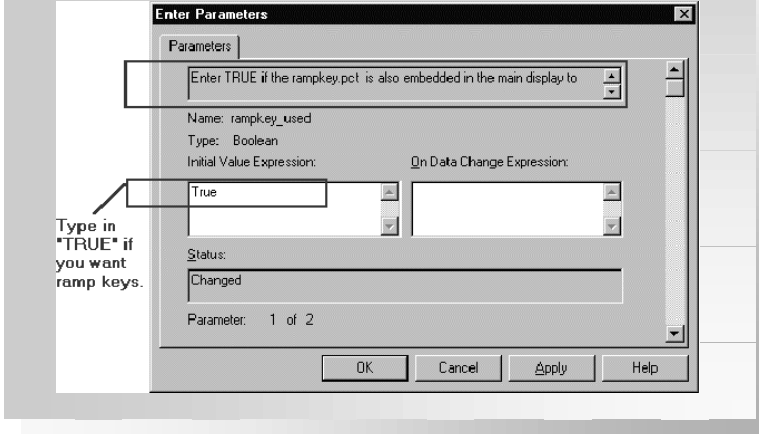 Enter Parameters
Parameters
Enter TRUE if the rampkey.pct is also embedded in the main display to
Name: rampkey_used
Type: Boolean
Initial Value Expression: On Data Change Expression:
True
Type in
"TRUE" if
you want
ramp keys.
Status:
Changed
Parameter: 1 of 2
OK Cancel Apply Help